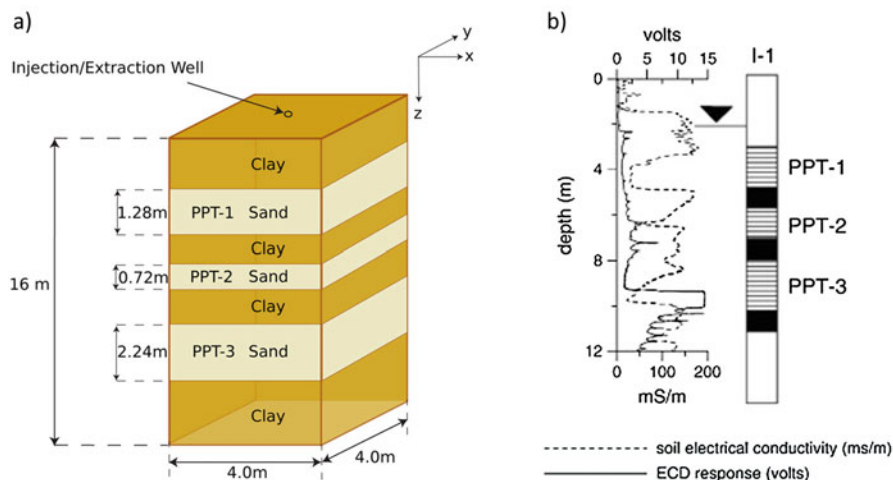 a)
Injection/Extraction Well
y
x
z
Clay
1.28m
PPT-1 Sand
Clay
0.72m
PPT-2 Sand
16 m
Clay
2.24m
PPT-3 Sand
Clay
4.0m
4.0m
b)
volts
0 5 10 15
I-1
0
4
8
12
depth (m)
PPT-1
PPT-2
PPT-3
0 100 200
mS/m
soil electrical conductivity (ms/m)
ECD response (volts)